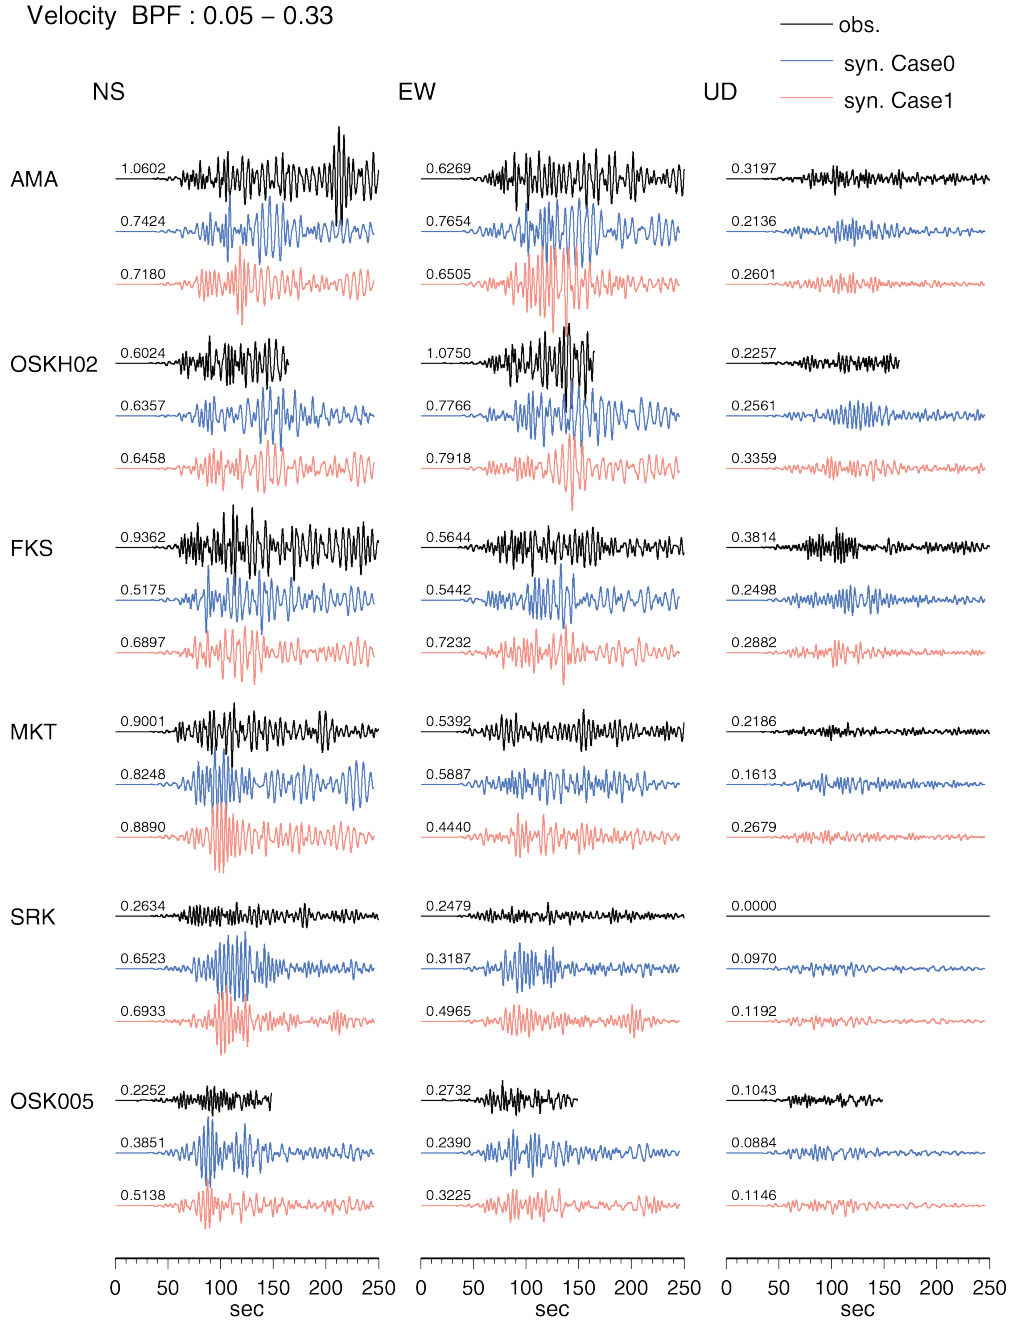 Velocity BPF : 0.05 – 0.33
obs.
syn. Case0
syn. Case1
NS EW UD
AMA
1.0602 0.6269 0.3197
0.7424 0.7654 0.2136
0.7180 0.6505 0.2601
OSKH02
0.6024 1.0750 0.2257
0.6357 0.7766 0.2561
0.6458 0.7918 0.3359
FKS
0.9362 0.5644 0.3814
0.5175 0.5442 0.2498
0.6897 0.7232 0.2882
MKT
0.9001 0.5392 0.2186
0.8248 0.5887 0.1613
0.8890 0.4440 0.2679
SRK
0.2634 0.2479 0.0000
0.6523 0.3187 0.0970
0.6933 0.4965 0.1192
OSK005
0.2252 0.2732 0.1043
0.3851 0.2390 0.0884
0.5138 0.3225 0.1146
0 50 100 150 200 250 0 50 100 150 200 250 0 50 100 150 200 250
sec sec sec